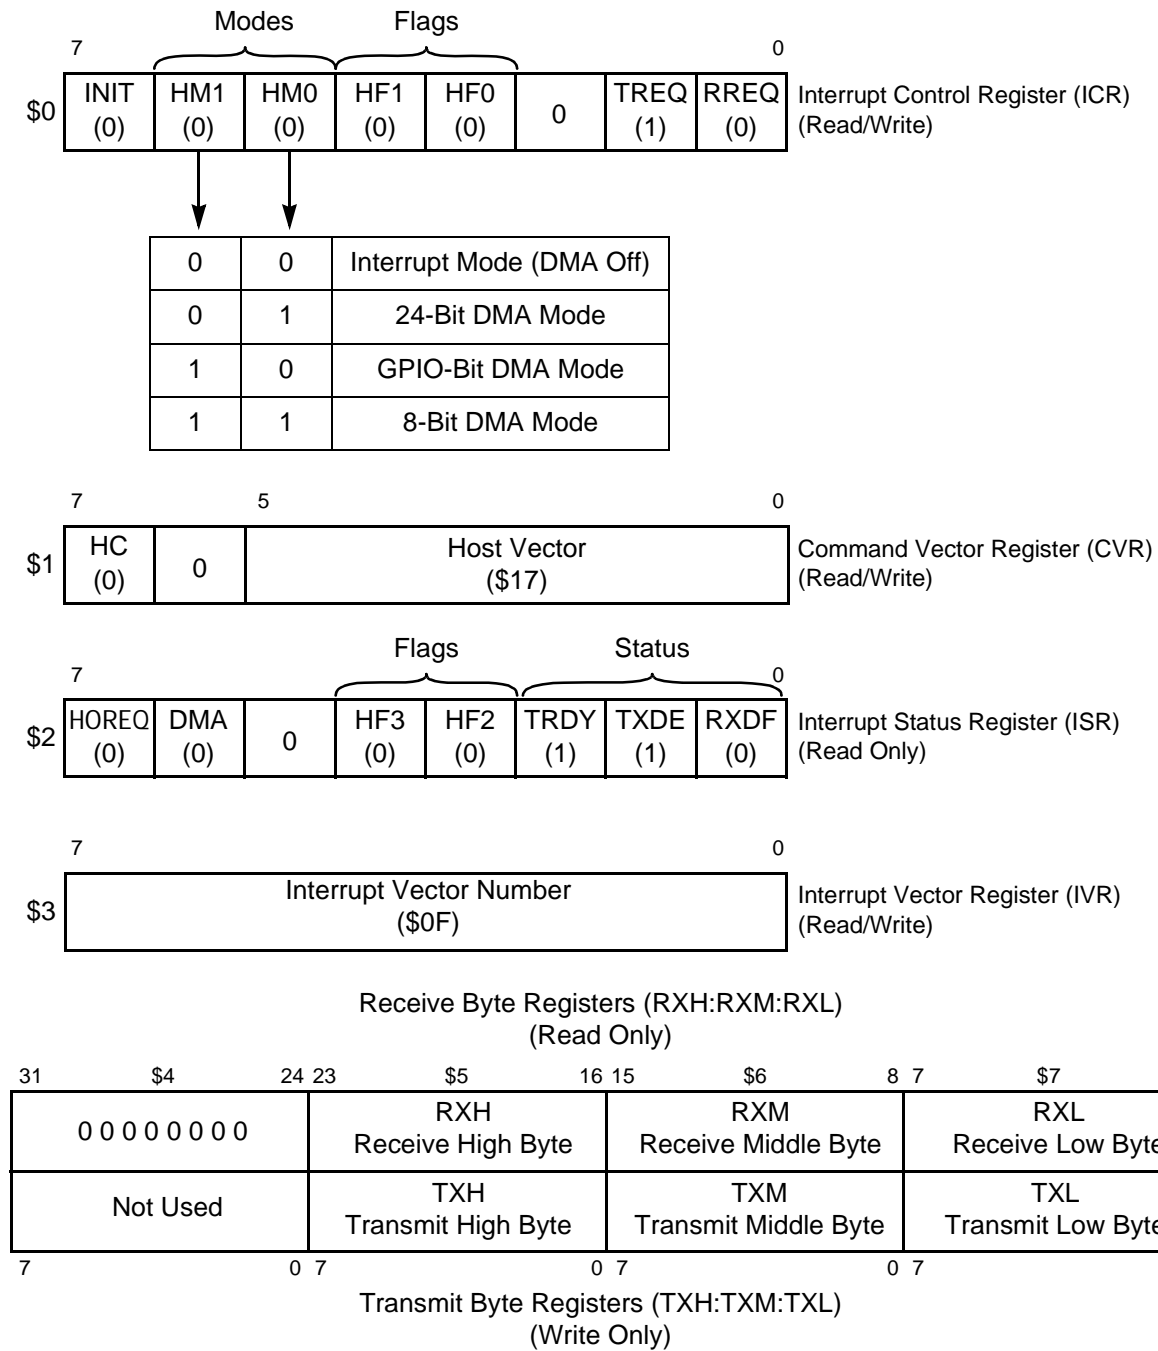 Modes Flags
7 0
$0 INIT HM1 HM0 HF1 HF0 0 TREQ RREQ Interrupt Control Register (ICR)
(0) (0) (0) (0) (0) (1) (0) (Read/Write)
0 0 Interrupt Mode (DMA Off)
0 1 24-Bit DMA Mode
1 0 GPIO-Bit DMA Mode
1 1 8-Bit DMA Mode
7 5 0
$1 HC 0 Host Vector Command Vector Register (CVR)
(0) ($17) (Read/Write)
Flags Status
7 0
$2 HOREQ DMA 0 HF3 HF2 TRDY TXDE RXDF Interrupt Status Register (ISR)
(0) (0) (0) (0) (1) (1) (0) (Read Only)
7 0
$3 Interrupt Vector Number Interrupt Vector Register (IVR)
($0F) (Read/Write)
Receive Byte Registers (RXH:RXM:RXL)
(Read Only)
31 $4 24 23 $5 16 15 $6 8 7 $7
0 0 0 0 0 0 0 0 RXH RXM RXL
Receive High Byte Receive Middle Byte Receive Low Byte
Not Used TXH TXM TXL
Transmit High Byte Transmit Middle Byte Transmit Low Byte
7 0 7 0 7 0 7
Transmit Byte Registers (TXH:TXM:TXL)
(Write Only)